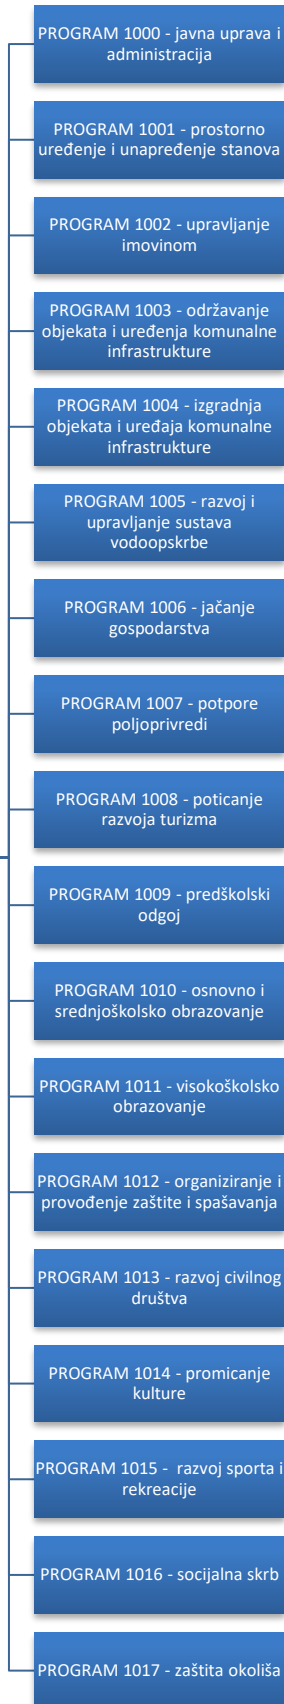 PROGRAM 1000 - javna uprava i
administracija
PROGRAM 1001 - prostorno
uređenje i unapređenje stanova
PROGRAM 1002 - upravljanje
imovinom
PROGRAM 1003 - održavanje
objekata i uređenja komunalne
infrastrukture
PROGRAM 1004 - izgradnja
objekata i uređaja komunalne
infrastrukture
PROGRAM 1005 - razvoj i
upravljanje sustava
vodoopskrbe
PROGRAM 1006 - jačanje
gospodarstva
PROGRAM 1007 - potpore
poljoprivredi
PROGRAM 1008 - poticanje
razvoja turizma
PROGRAM 1009 - predškolski
odgoj
PROGRAM 1010 - osnovno i
srednjoškolsko obrazovanje
PROGRAM 1011 - visokoškolsko
obrazovanje
PROGRAM 1012 - organiziranje i
provođenje zaštite i spašavanja
PROGRAM 1013 - razvoj civilnog
društva
PROGRAM 1014 - promicanje
kulture
PROGRAM 1015 - razvoj sporta i
rekreacije
PROGRAM 1016 - socijalna skrb
PROGRAM 1017 - zaštita okoliša